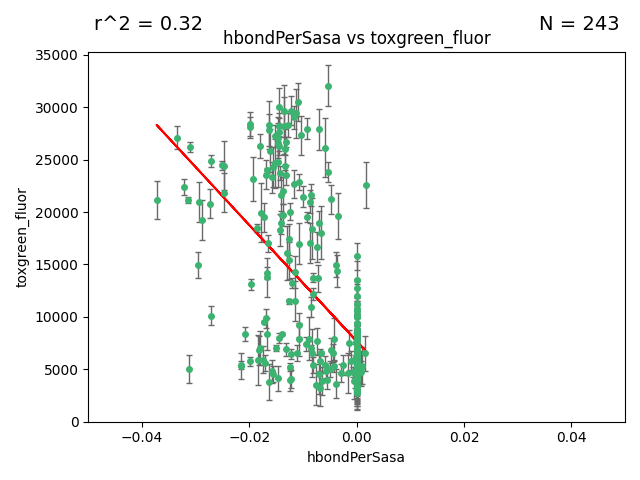 r^2 = 0.32
N = 243
hbondPerSasa vs toxgreen_fluor
35000
30000
25000
20000
15000
10000
5000
0
toxgreen_fluor
−0.04
−0.02
0.00
0.02
0.04
hbondPerSasa